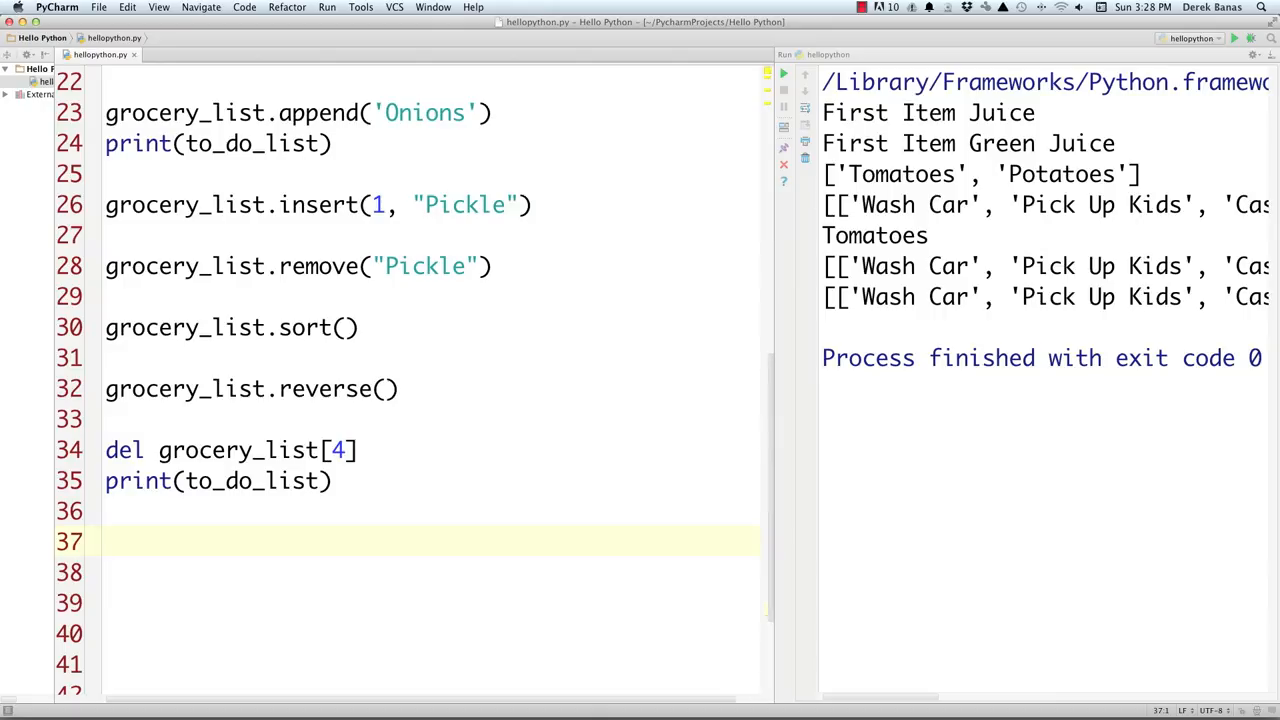 PyCharm File Edit View Navigate Code Refactor Run Tools VCS Window Help 10 Sun 3:28 PM Derek Banas
hellopython.py - Hello Python - [~/PycharmProjects/Hello Python]
Hello Python hellopython.py hellopython
hellopython.py Run hellopython
Hello P
hell
Extern
22
23 grocery_list.append('Onions')
24 print(to_do_list)
25
26 grocery_list.insert(1, "Pickle")
27
28 grocery_list.remove("Pickle")
29
30 grocery_list.sort()
31
32 grocery_list.reverse()
33
34 del grocery_list[4]
35 print(to_do_list)
36
37
38
39
40
41
42
/Library/Frameworks/Python.framewo
First Item Juice
First Item Green Juice
['Tomatoes', 'Potatoes']
[['Wash Car', 'Pick Up Kids', 'Cas
Tomatoes
[['Wash Car', 'Pick Up Kids', 'Cas
[['Wash Car', 'Pick Up Kids', 'Cas
Process finished with exit code 0
37:1 LF UTF-8